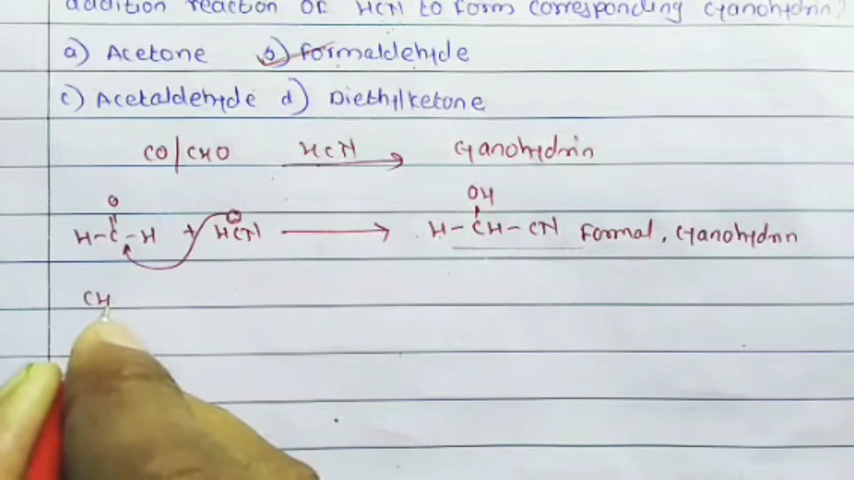 addition reaction of HCN to form corresponding cyanohydrin?
a) Acetone b) formaldehyde
c) Acetaldehyde d) Diethylketone
CO/CHO HCN cyanohydrin
O OH
H-C-H + HCN H-CH-CN Formal, cyanohydrin
CH